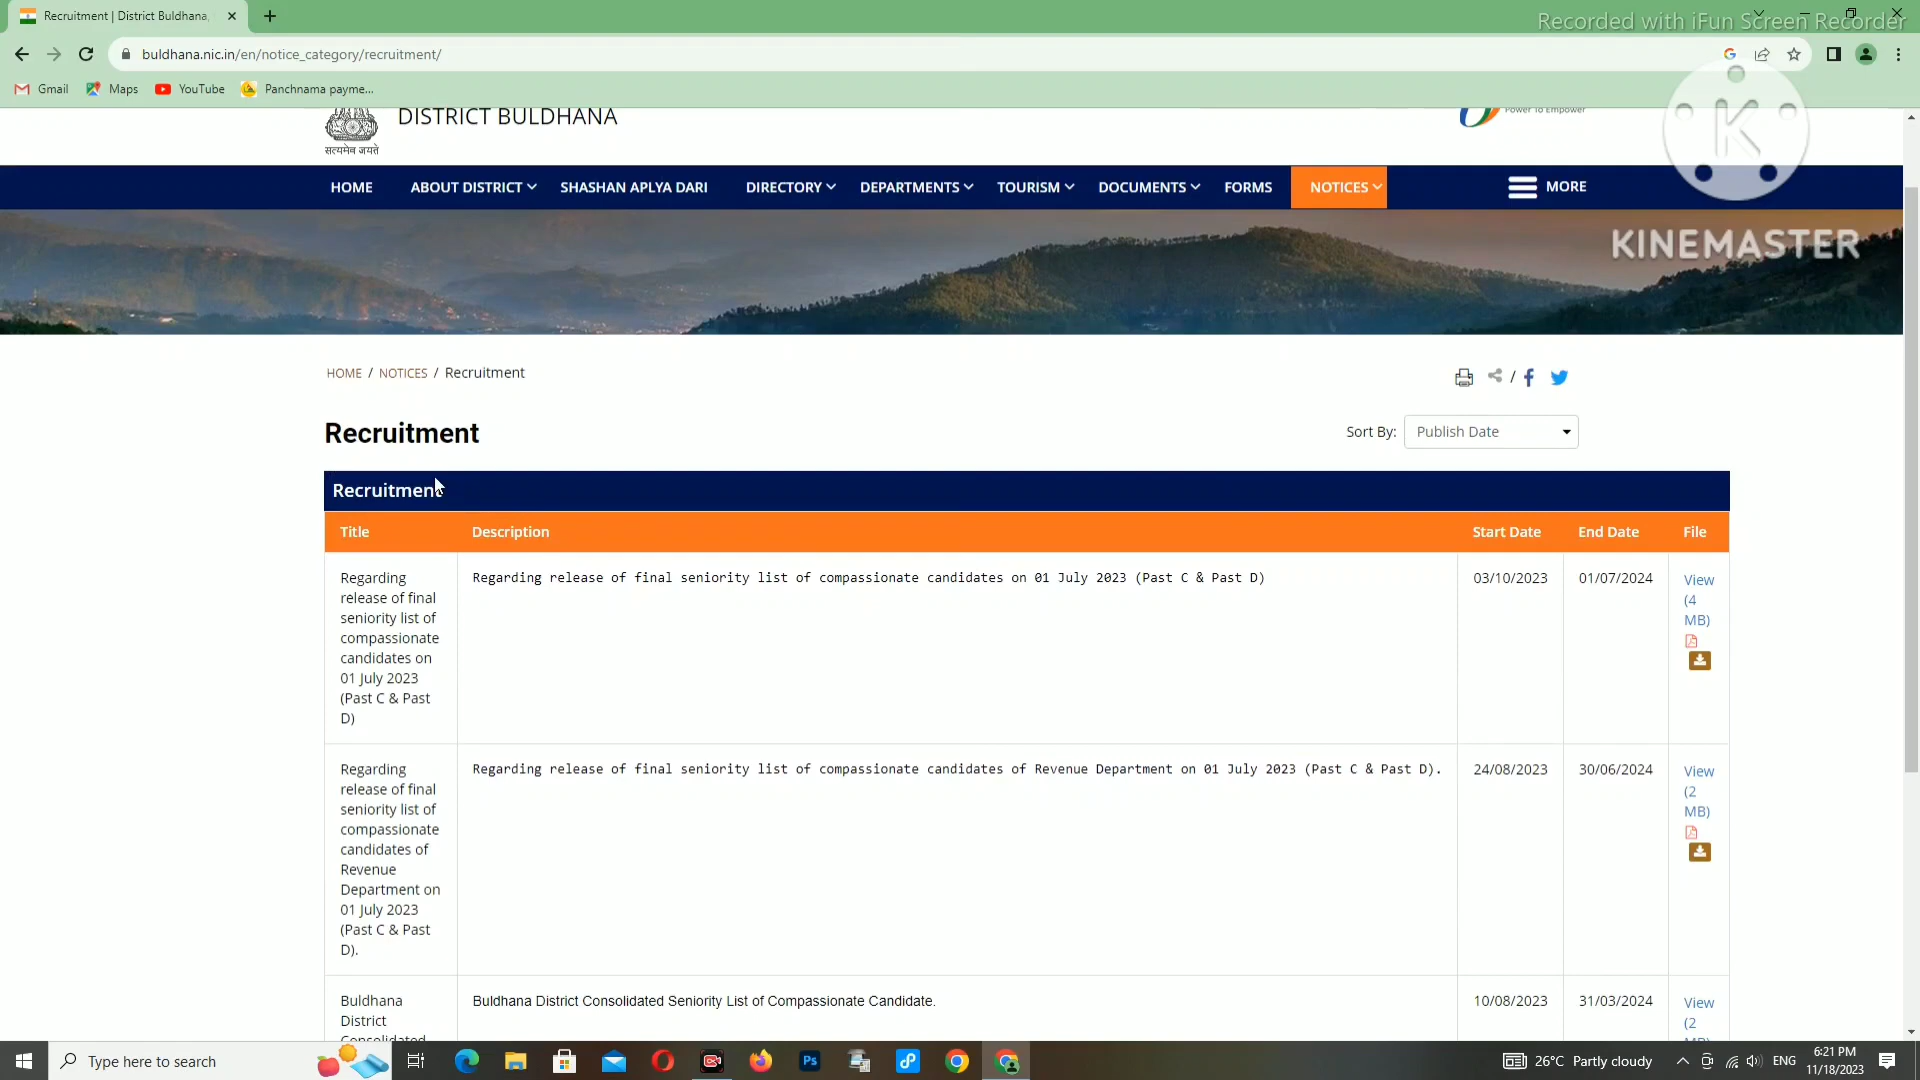 Recruitment | District Buldhana,
Recorded with iFun Screen Recorder
buldhana.nic.in/en/notice_category/recruitment/
Gmail Maps YouTube Panchnama payme...
सत्यमेव जयते
DISTRICT BULDHANA
Power To Empower
K
KINEMASTER
HOME ABOUT DISTRICT SHASHAN APLYA DARI DIRECTORY DEPARTMENTS TOURISM DOCUMENTS FORMS NOTICES MORE
HOME / NOTICES / Recruitment
/
Recruitment
Sort By: Publish Date
Recruitment
Title Description Start Date End Date File
Regarding
release of final
seniority list of
compassionate
candidates on
01 July 2023
(Past C & Past
D)
Regarding release of final seniority list of compassionate candidates on 01 July 2023 (Past C & Past D)
03/10/2023
01/07/2024
View
(4
MB)
Regarding
release of final
seniority list of
compassionate
candidates of
Revenue
Department on
01 July 2023
(Past C & Past
D).
Regarding release of final seniority list of compassionate candidates of Revenue Department on 01 July 2023 (Past C & Past D).
24/08/2023
30/06/2024
View
(2
MB)
Buldhana
District
Consolidated
Buldhana District Consolidated Seniority List of Compassionate Candidate.
10/08/2023
31/03/2024
View
(2
MB)
Type here to search
Ps
26°C Partly cloudy
ENG
6:21 PM
11/18/2023